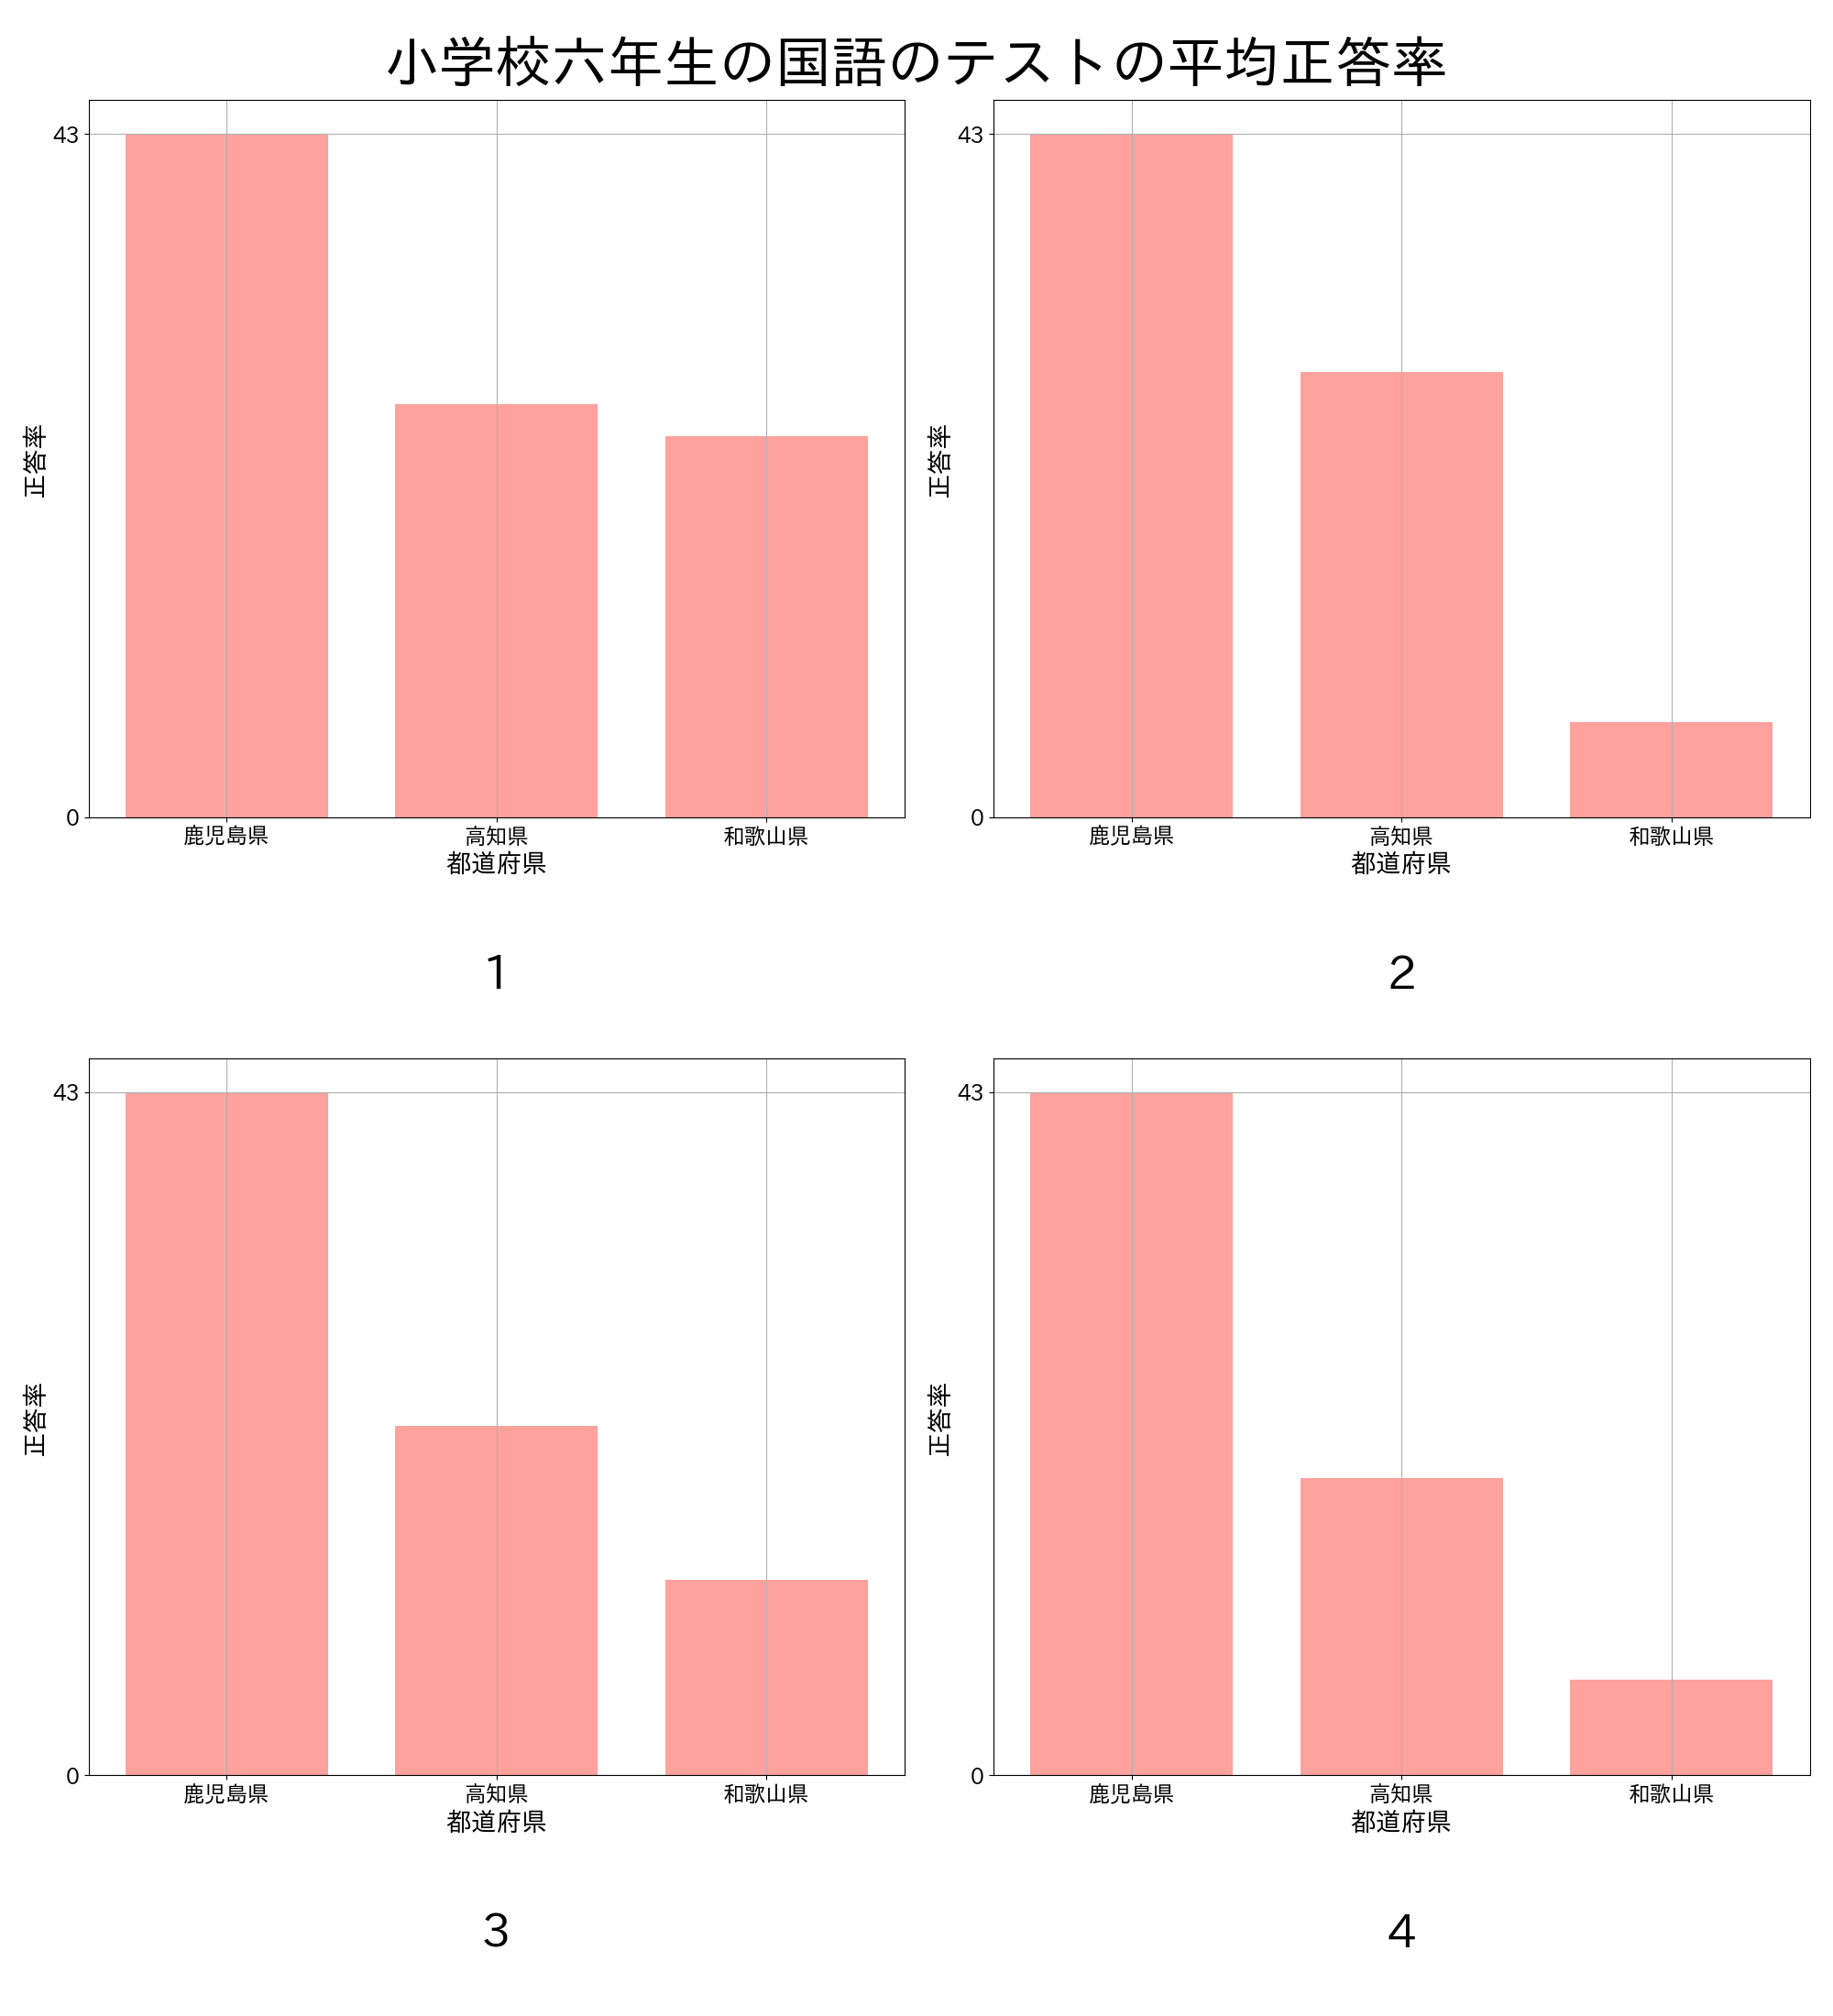 小学校六年生の国語のテストの平均正答率
43
正答率
0
鹿児島県 高知県 和歌山県
都道府県
1
43
正答率
0
鹿児島県 高知県 和歌山県
都道府県
2
43
正答率
0
鹿児島県 高知県 和歌山県
都道府県
3
43
正答率
0
鹿児島県 高知県 和歌山県
都道府県
4